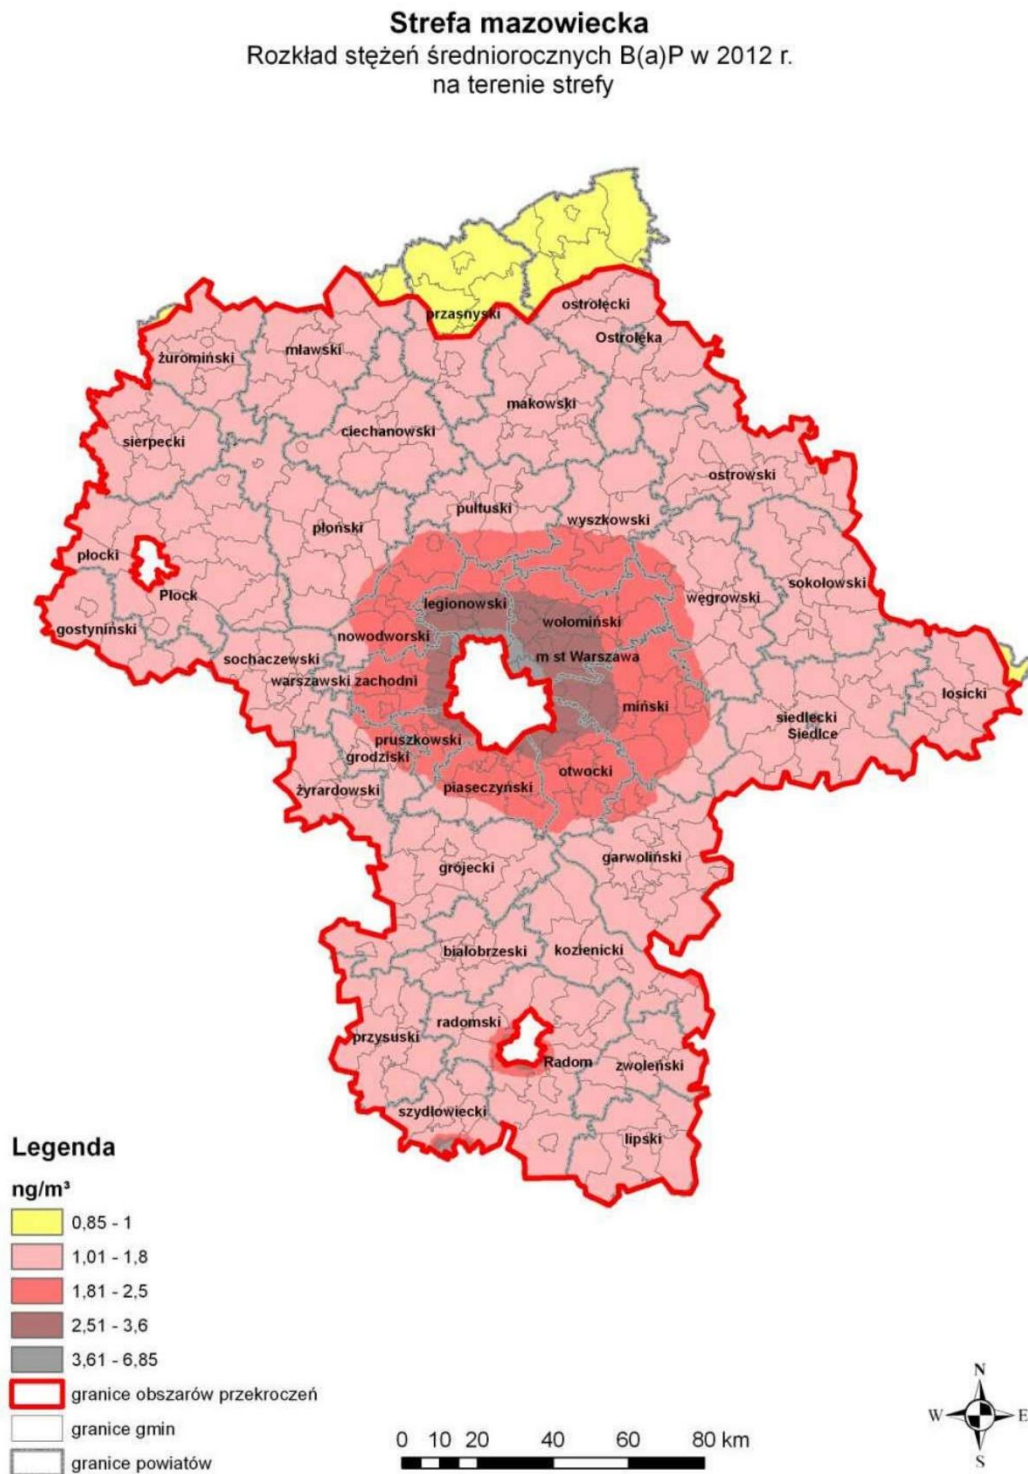 Strefa mazowiecka
Rozkład stężeń średniorocznych B(a)P w 2012 r.
na terenie strefy
przasnyski
ostrołęcki
Ostrołęka
żuromiński
mławski
makowski
ciechanowski
sierpecki
ostrowski
pułtuski
wyszkowski
płoński
płocki
sokołowski
Płock
węgrowski
legionowski
wołomiński
gostyniński
nowodworski
sochaczewski
m st Warszawa
warszawski zachodni
łosicki
miński
siedlecki
Siedlce
pruszkowski
grodziski
otwocki
żyrardowski
piaseczyński
garwoliński
grójecki
białobrzeski
kozienicki
radomski
przysuski
Radom
zwoleński
szydłowiecki
lipski
Legenda
ng/m³
0,85 - 1
1,01 - 1,8
1,81 - 2,5
2,51 - 3,6
3,61 - 6,85
granice obszarów przekroczeń
granice gmin
granice powiatów
0 10 20 40 60 80 km
N
W E
S